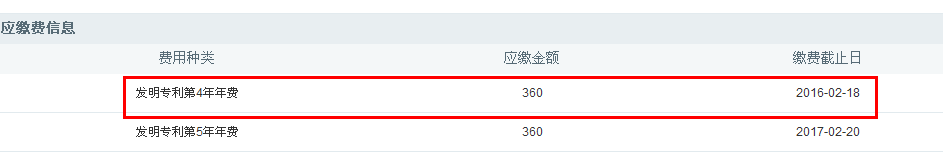 应缴费信息
费用种类 应缴金额 缴费截止日
发明专利第4年年费 360 2016-02-18
发明专利第5年年费 360 2017-02-20